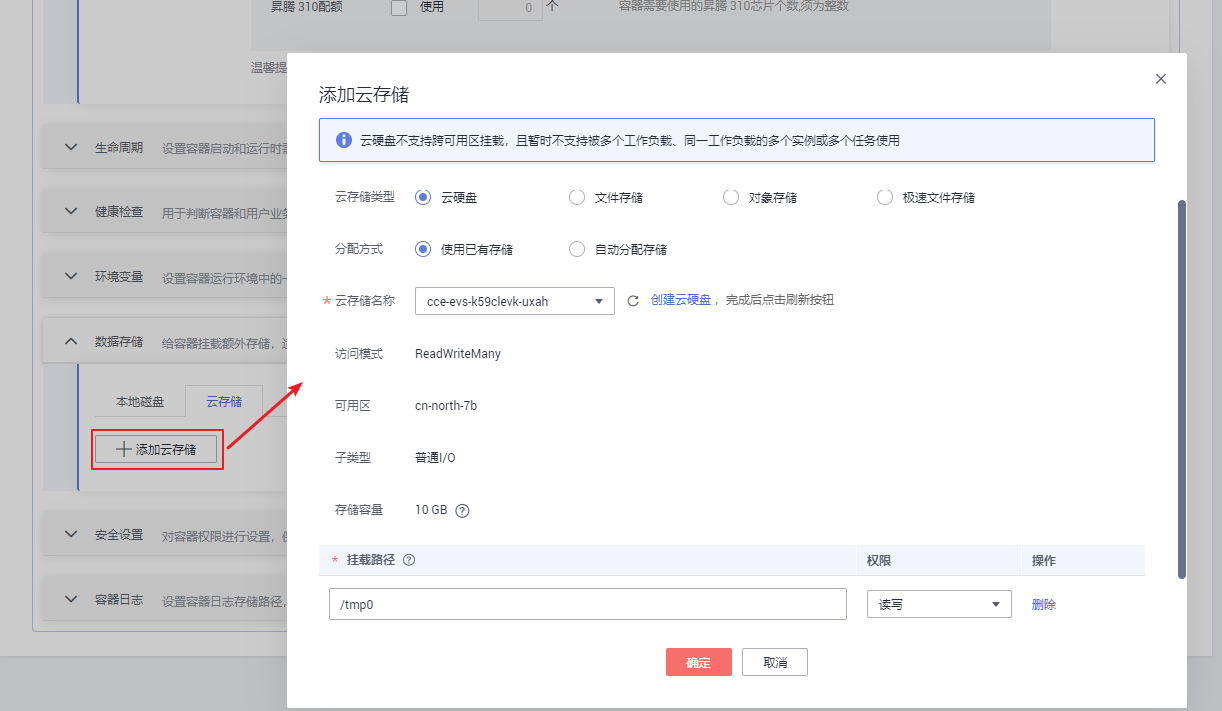 昇腾 310配额 使用 0 个 容器需要使用的昇腾 310芯片个数,须为整数
温馨提
添加云存储
云硬盘不支持跨可用区挂载，且暂时不支持被多个工作负载、同一工作负载的多个实例或多个任务使用
生命周期 设置容器启动和运行时需
健康检查 用于判断容器和用户业务
环境变量 设置容器运行环境中的一
数据存储 给容器挂载额外存储，
本地磁盘 云存储
添加云存储
安全设置 对容器权限进行设置，
容器日志 设置容器日志存储路径，
云存储类型 云硬盘 文件存储 对象存储 极速文件存储
分配方式 使用已有存储 自动分配存储
* 云存储名称 cce-evs-k59clevk-uxah 创建云硬盘 ，完成后点击刷新按钮
访问模式 ReadWriteMany
可用区 cn-north-7b
子类型 普通I/O
存储容量 10 GB ?
* 挂载路径 ? 权限 操作
/tmp0 读写 删除
确定 取消